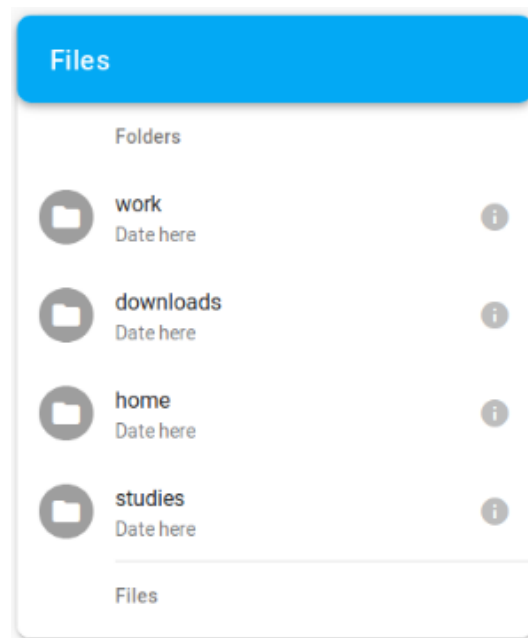 Files
Folders
work
Date here
downloads
Date here
home
Date here
studies
Date here
Files